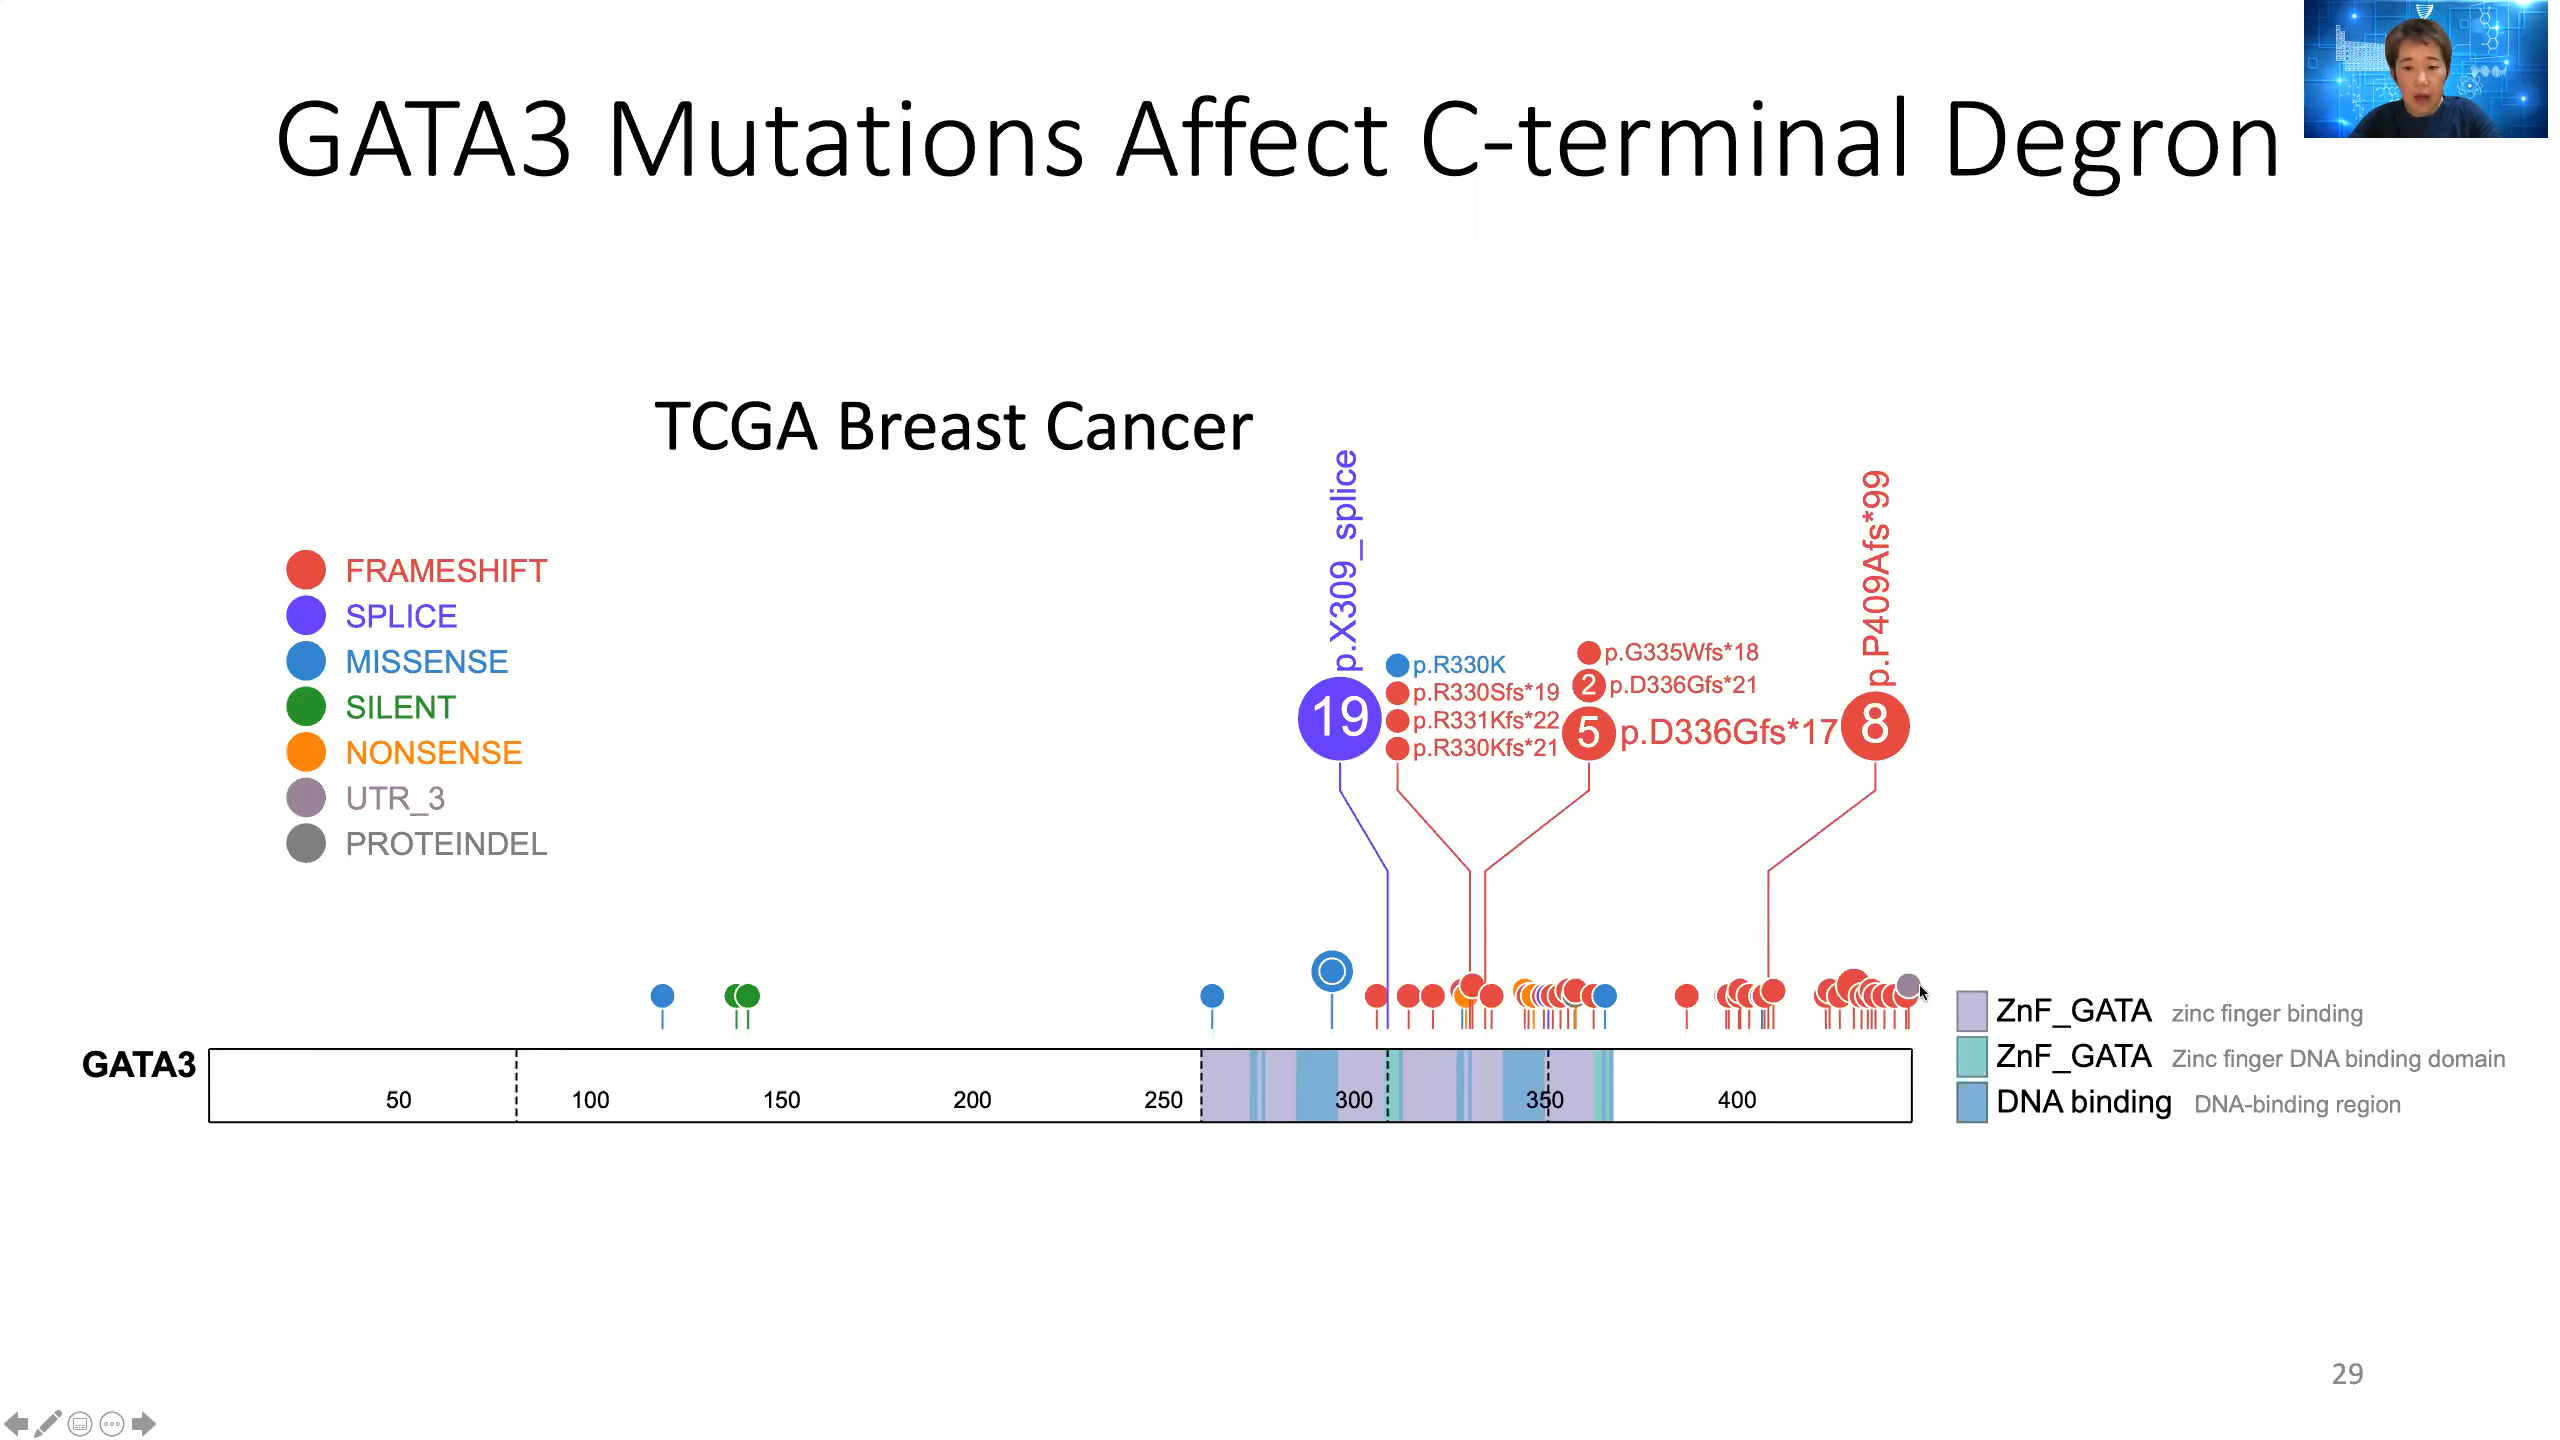 GATA3 Mutations Affect C-terminal Degron
TCGA Breast Cancer
FRAMESHIFT
SPLICE
MISSENSE
SILENT
NONSENSE
UTR_3
PROTEINDEL
p.X309_splice
19
p.R330K
p.R330Sfs*19
p.R331Kfs*22
p.R330Kfs*21
p.G335Wfs*18
2 p.D336Gfs*21
5 p.D336Gfs*17
p.P409Afs*99
8
GATA3
50 100 150 200 250 300 350 400
ZnF_GATA zinc finger binding
ZnF_GATA Zinc finger DNA binding domain
DNA binding DNA-binding region
29